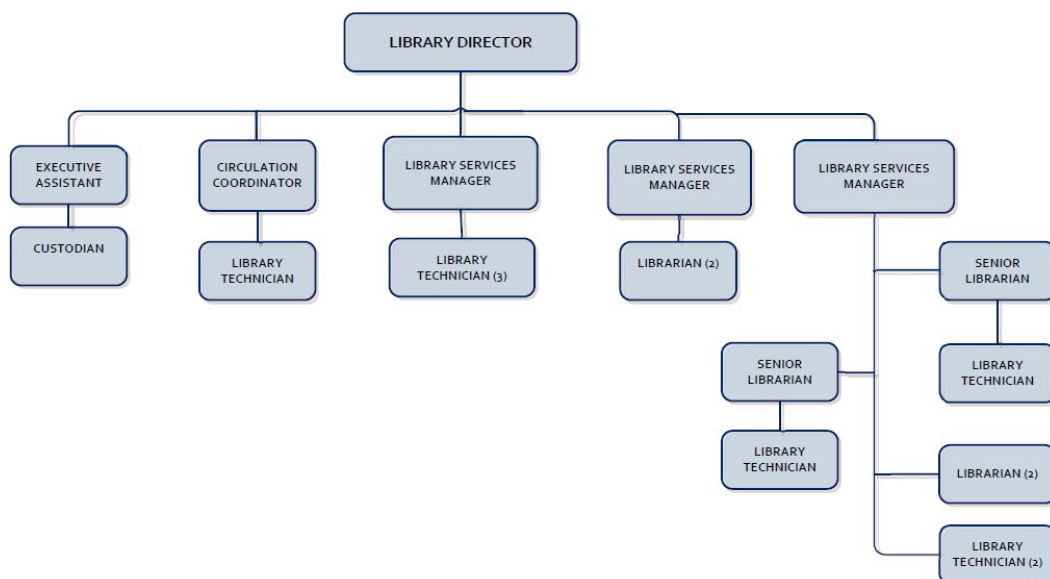 LIBRARY DIRECTOR
EXECUTIVE
ASSISTANT
CIRCULATION
COORDINATOR
LIBRARY SERVICES
MANAGER
LIBRARY SERVICES
MANAGER
LIBRARY SERVICES
MANAGER
CUSTODIAN
LIBRARY
TECHNICIAN
LIBRARY
TECHNICIAN (3)
LIBRARIAN (2)
SENIOR
LIBRARIAN
LIBRARY
TECHNICIAN
SENIOR
LIBRARIAN
LIBRARY
TECHNICIAN
LIBRARIAN (2)
LIBRARY
TECHNICIAN (2)